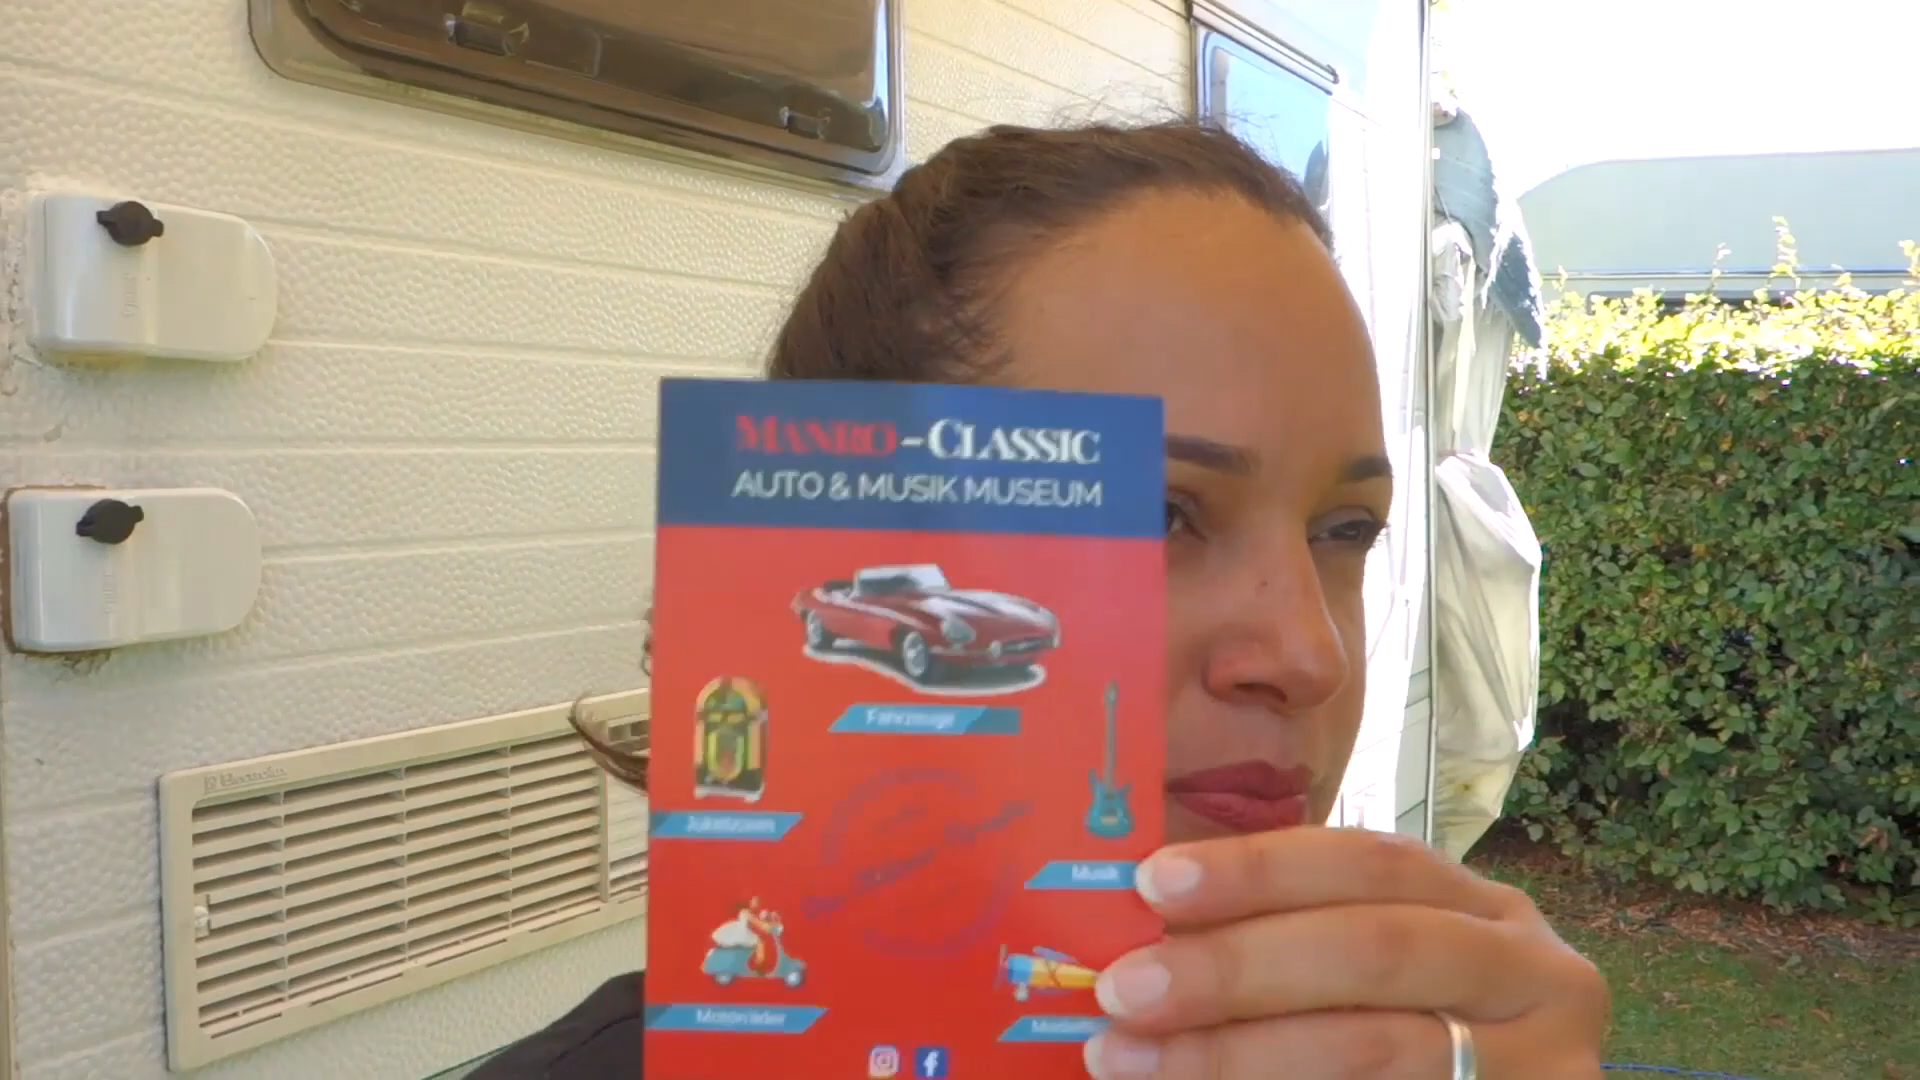 MANRO - CLASSIC
AUTO & MUSIK MUSEUM
Fahrzeuge
Jukeboxen
Musik
Motorräder